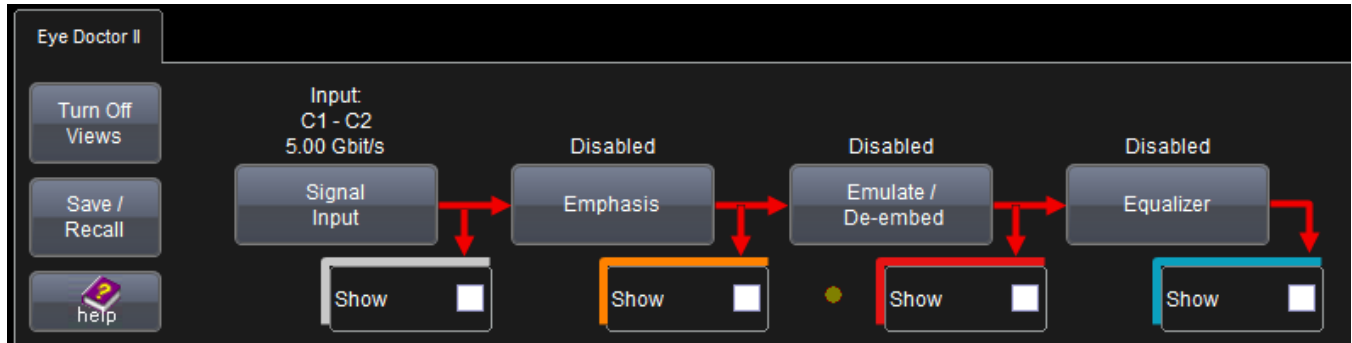 Eye Doctor II
Turn Off
Views
Save /
Recall
help
Input:
C1 - C2
5.00 Gbit/s
Signal
Input
Show
Disabled
Emphasis
Show
Disabled
Emulate /
De-embed
Show
Disabled
Equalizer
Show